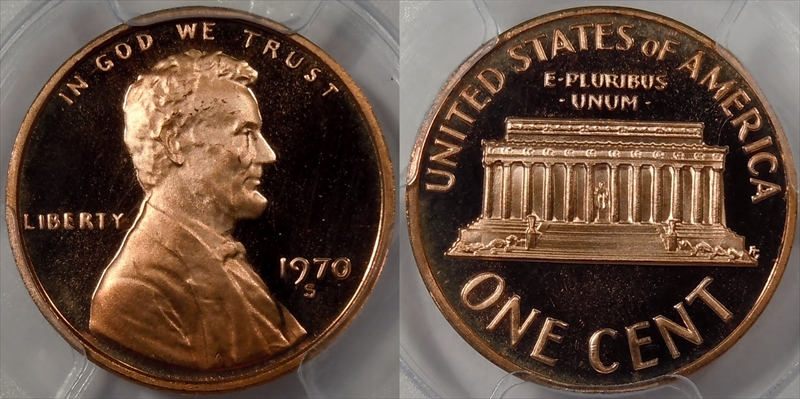 IN GOD WE TRUST
LIBERTY
1970
S
UNITED STATES OF AMERICA
E·PLURIBUS
·UNUM·
ONE CENT